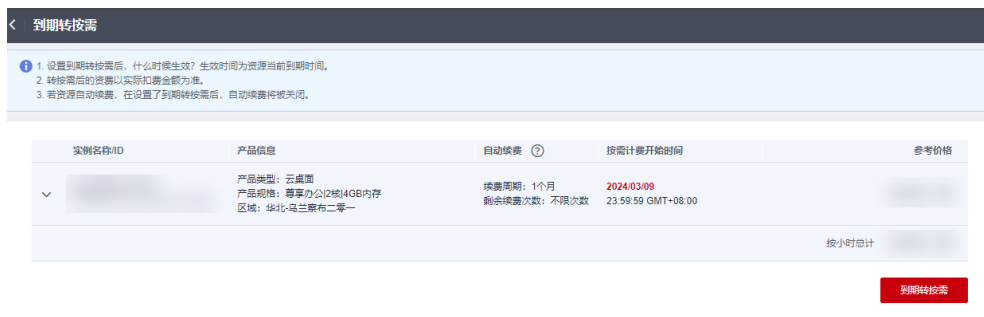 到期转按需
1. 设置到期转按需后，什么时候生效？生效时间为资源当前到期时间。
2. 转按需后的资费以实际扣费金额为准。
3. 若资源自动续费，在设置了到期转按需后，自动续费将被关闭。
实例名称/ID 产品信息 自动续费 ? 按需计费开始时间 参考价格
产品类型：云桌面
产品规格：尊享办公|2核|4GB内存
区域：华北-乌兰察布二零一
续费周期：1个月
剩余续费次数：不限次数
2024/03/09
23:59:59 GMT+08:00
按小时总计
到期转按需